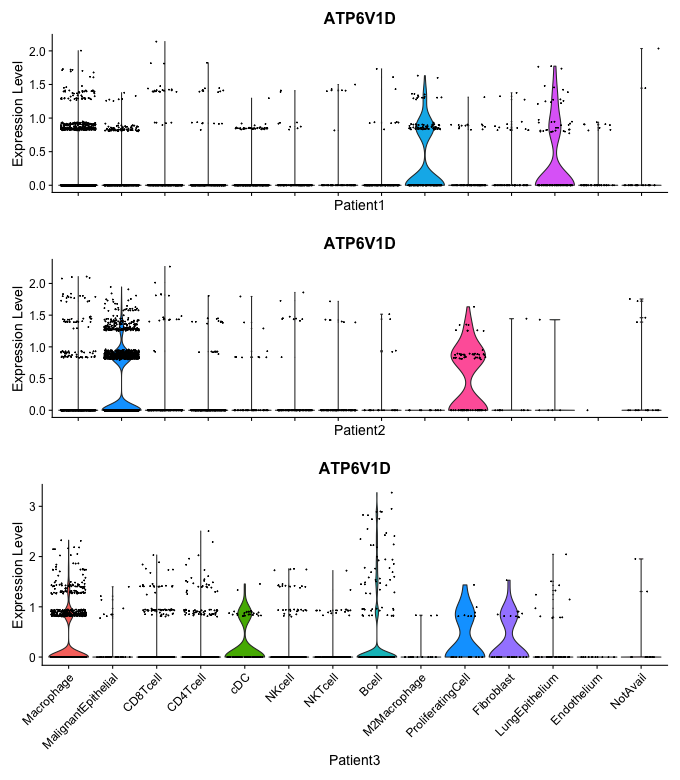 ATP6V1D
Expression Level
2.0
1.5
1.0
0.5
0.0
Patient1
ATP6V1D
Expression Level
2.0
1.5
1.0
0.5
0.0
Patient2
ATP6V1D
Expression Level
3
2
1
0
Macrophage
MalignantEpithelial
CD8Tcell
CD4Tcell
cDC
NKcell
NKTcell
Bcell
M2Macrophage
ProliferatingCell
Fibroblast
LungEpithelium
Endothelium
NotAvail
Patient3